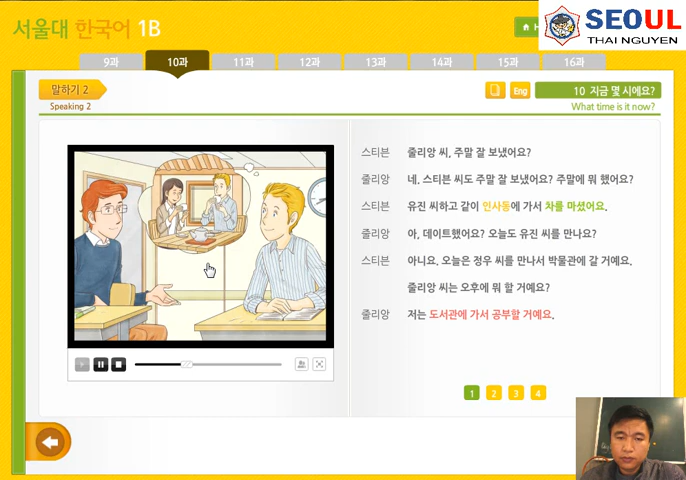 서울대 한국어 1B
SEOUL
THAI NGUYEN
9과 10과 11과 12과 13과 14과 15과 16과
말하기 2
Speaking 2
Eng
10 지금 몇 시예요?
What time is it now?
스티븐 줄리앙 씨, 주말 잘 보냈어요?
줄리앙 네. 스티븐 씨도 주말 잘 보냈어요? 주말에 뭐 했어요?
스티븐 유진 씨하고 같이 인사동에 가서 차를 마셨어요.
줄리앙 아, 데이트했어요? 오늘도 유진 씨를 만나요?
스티븐 아니요. 오늘은 정우 씨를 만나서 박물관에 갈 거예요.
줄리앙 씨는 오후에 뭐 할 거예요?
줄리앙 저는 도서관에 가서 공부할 거예요.
1 2 3 4